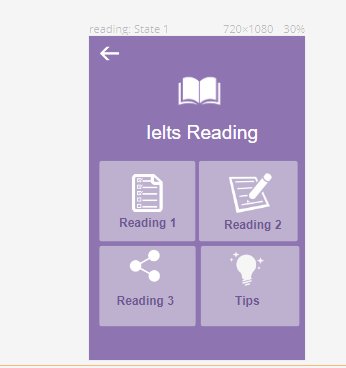 reading: State 1 720×1080 30%
Ielts Reading
Reading 1 Reading 2
Reading 3 Tips